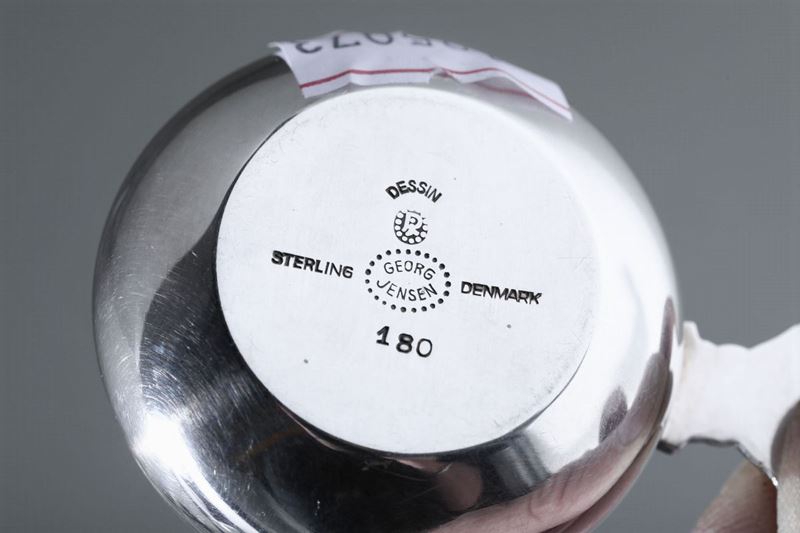 DESSIN
STERLING GEORG JENSEN DENMARK
180